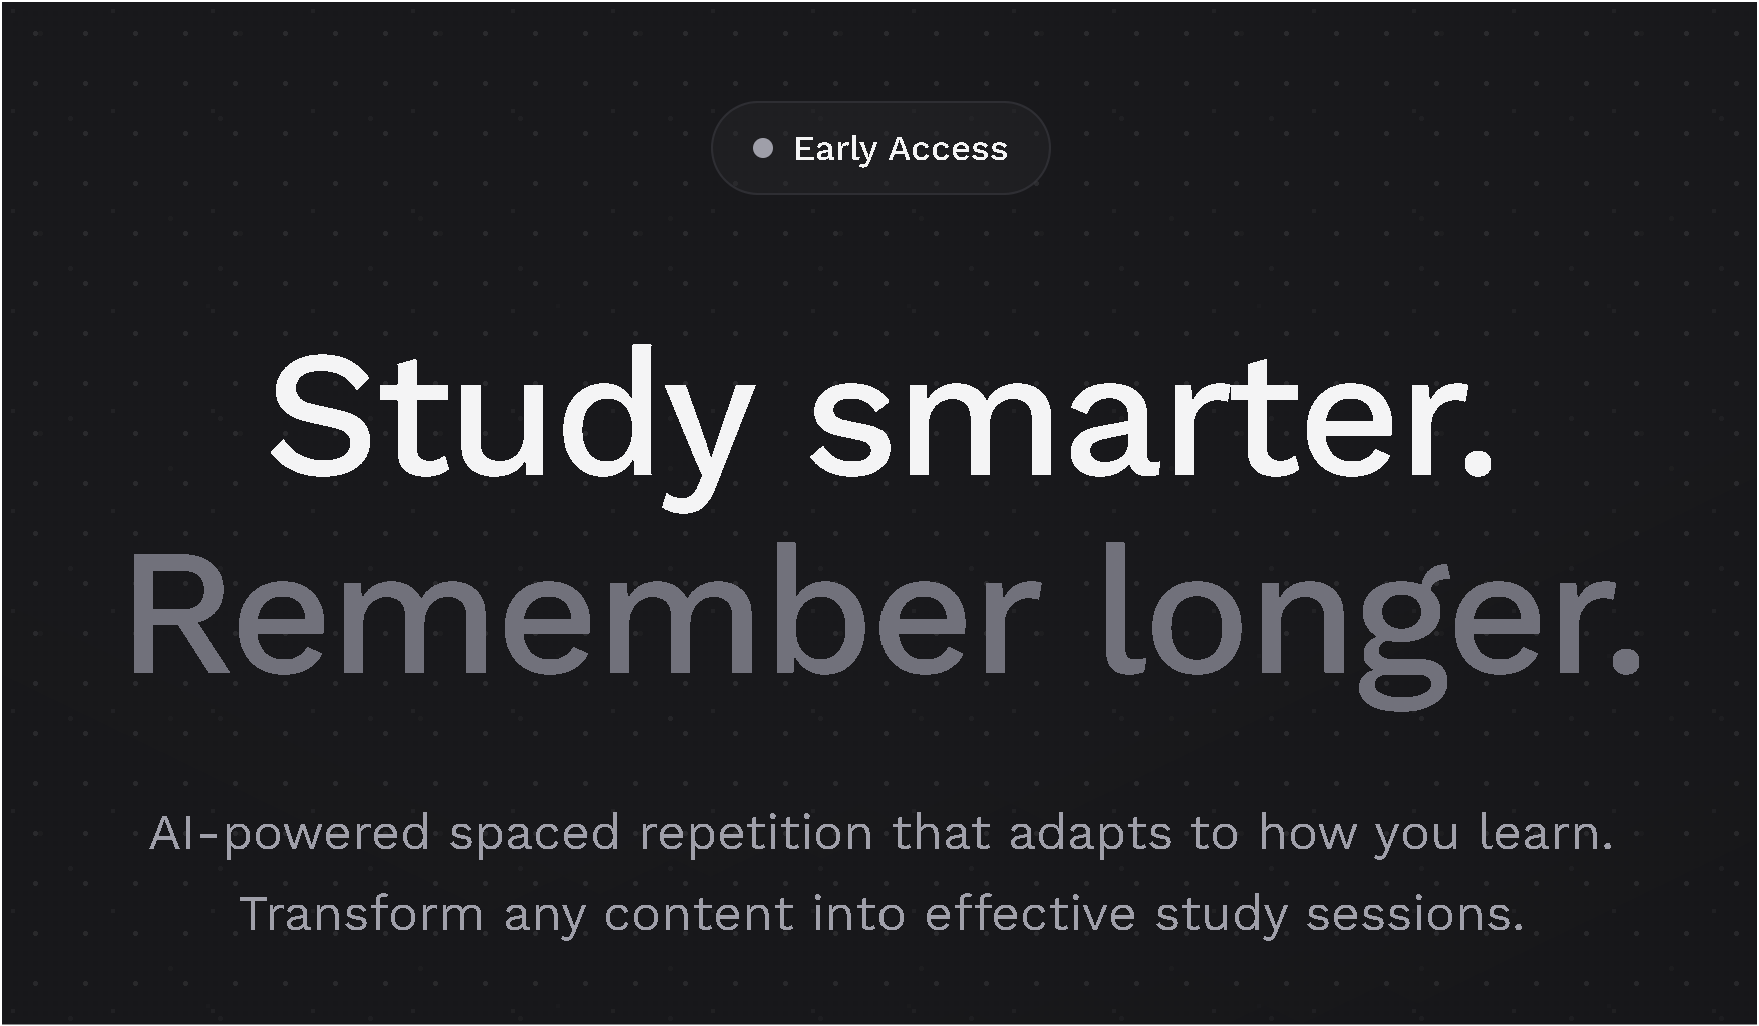 Early Access
Study smarter.
Remember longer.
AI-powered spaced repetition that adapts to how you learn.
Transform any content into effective study sessions.